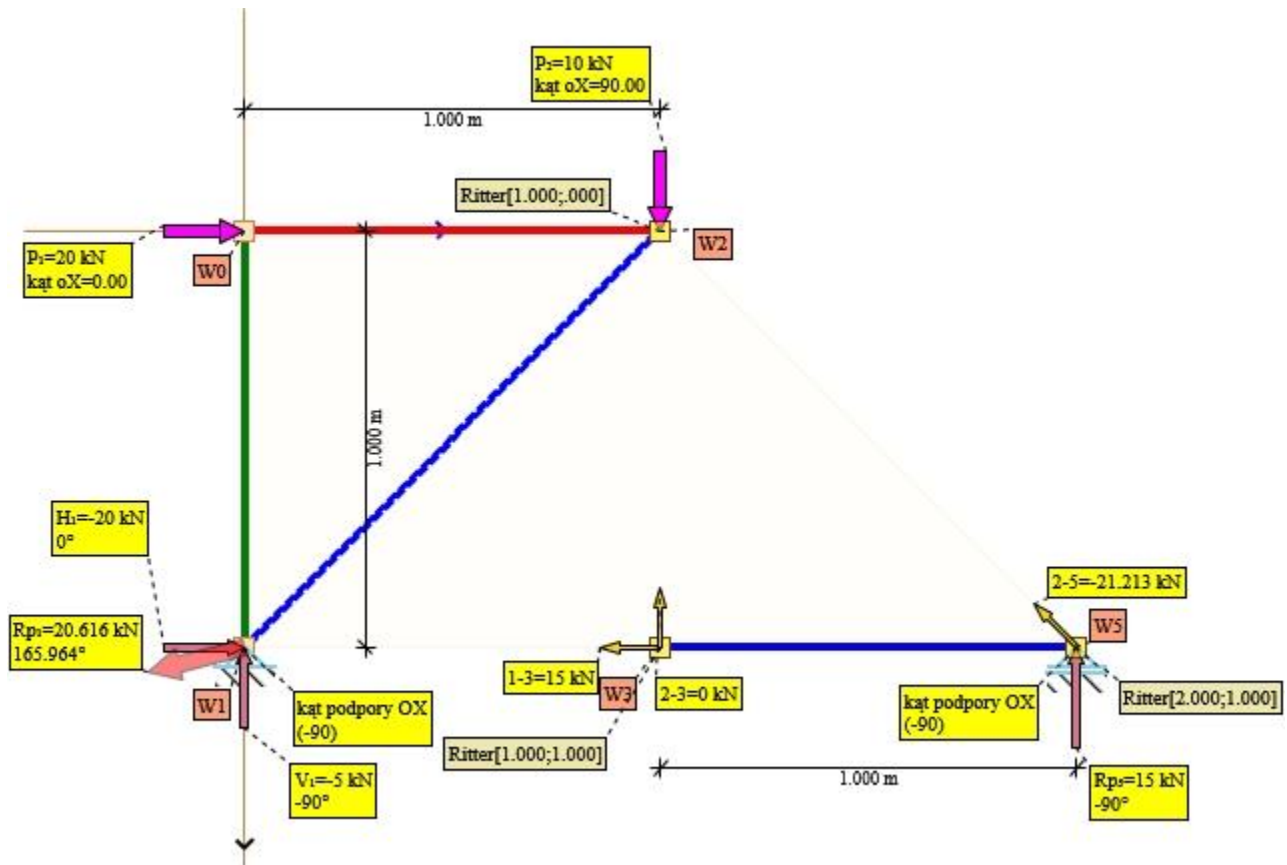 P₂=10 kN
kąt oX=90.00
1.000 m
Ritter[1.000;.000]
W2
P₁=20 kN
kąt oX=0.00
W0
1.000 m
H₁=-20 kN
0°
Rp₁=20.616 kN
165.964°
W1
kąt podpory OX
(-90)
V₁=-5 kN
-90°
1-3=15 kN
W3
2-3=0 kN
Ritter[1.000;1.000]
2-5=-21.213 kN
W5
kąt podpory OX
(-90)
Ritter[2.000;1.000]
1.000 m
Rp₅=15 kN
-90°